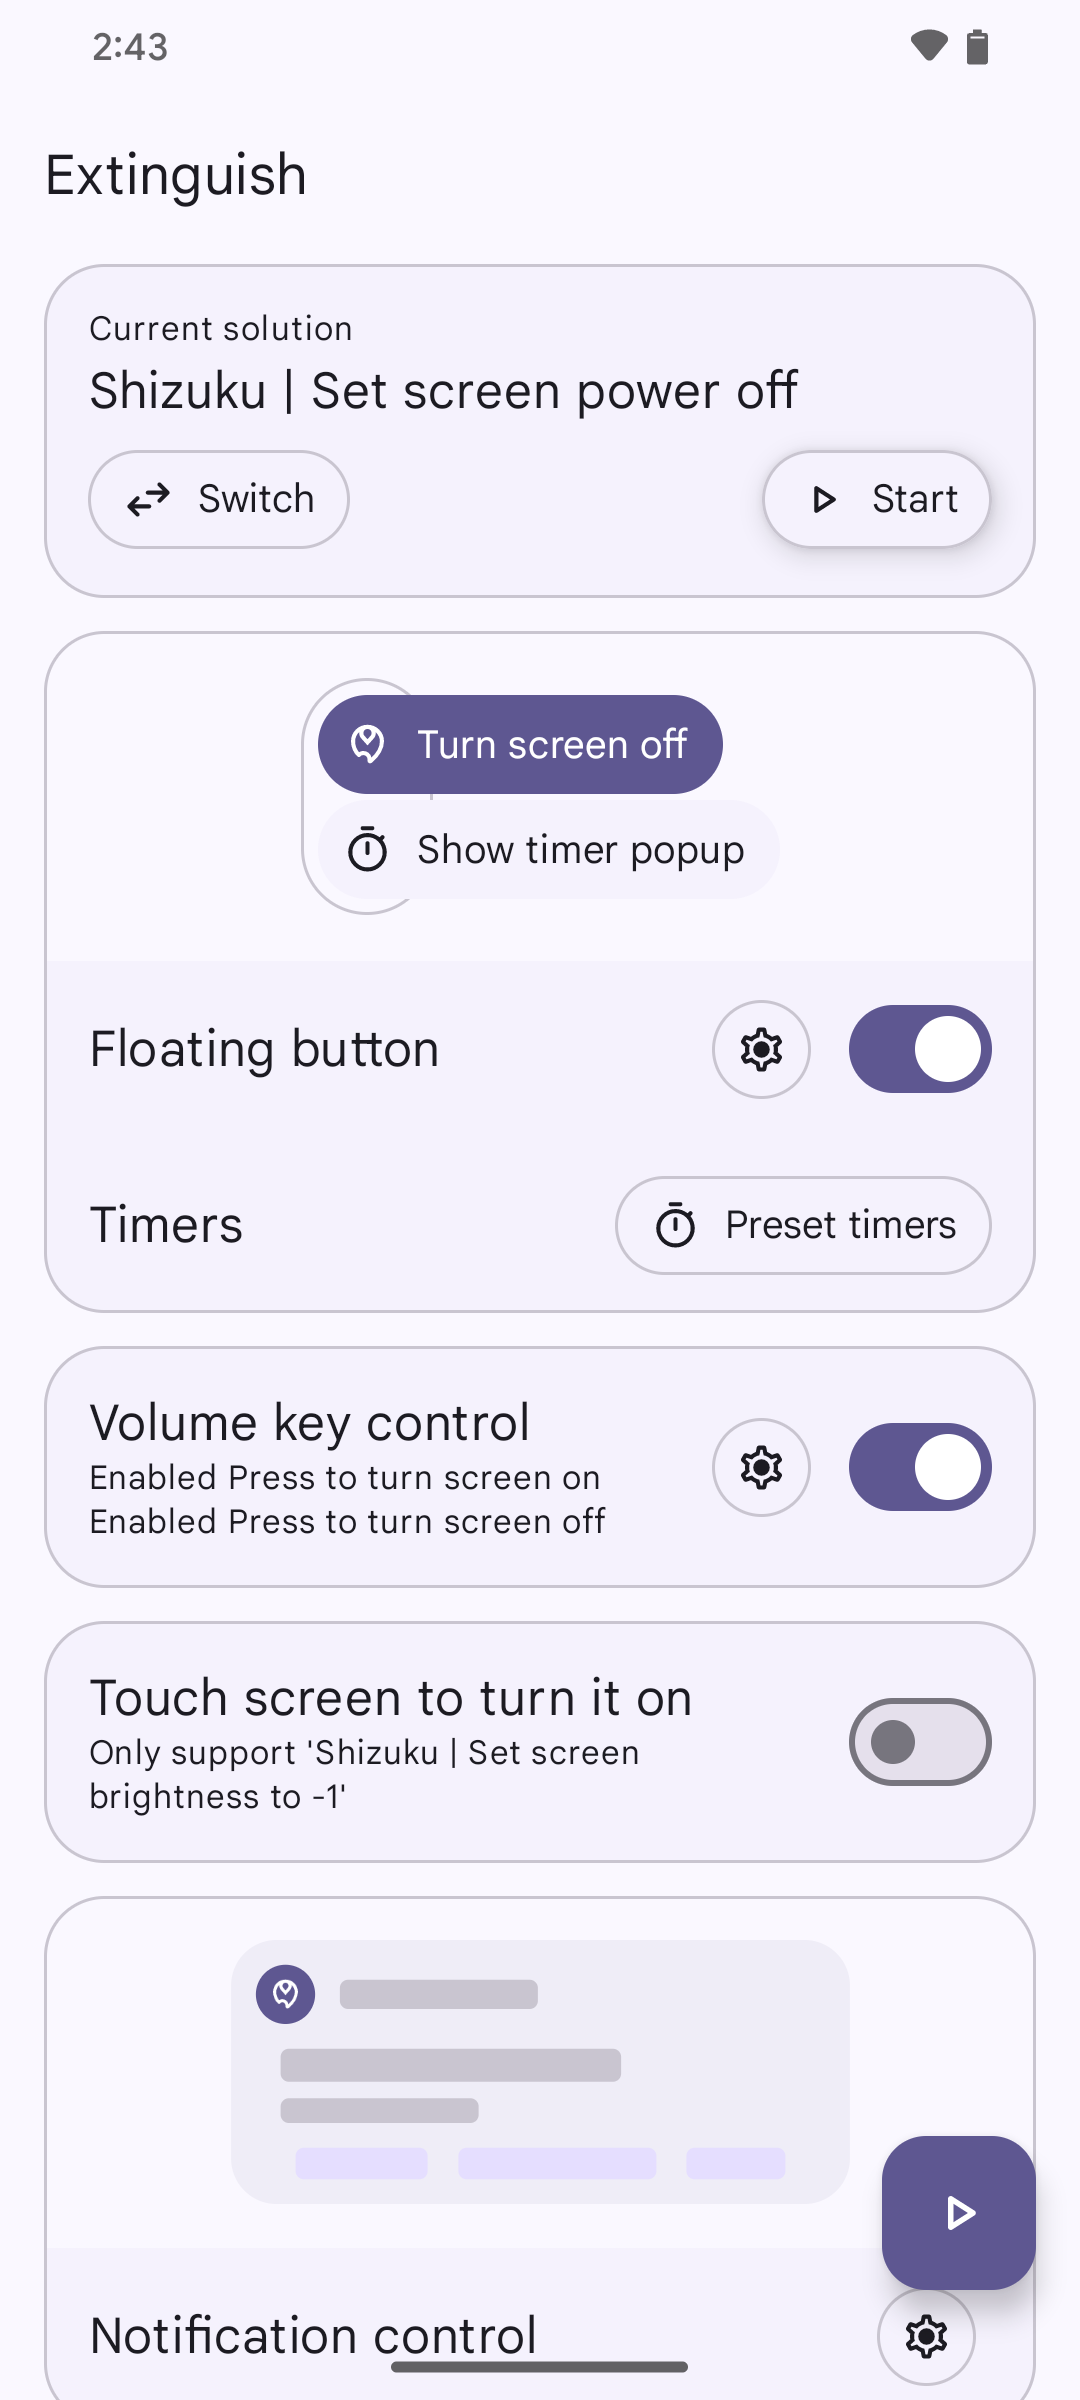 2:43
Extinguish
Current solution
Shizuku | Set screen power off
Switch
Start
Turn screen off
Show timer popup
Floating button
Timers
Preset timers
Volume key control
Enabled Press to turn screen on
Enabled Press to turn screen off
Touch screen to turn it on
Only support 'Shizuku | Set screen
brightness to -1'
Notification control